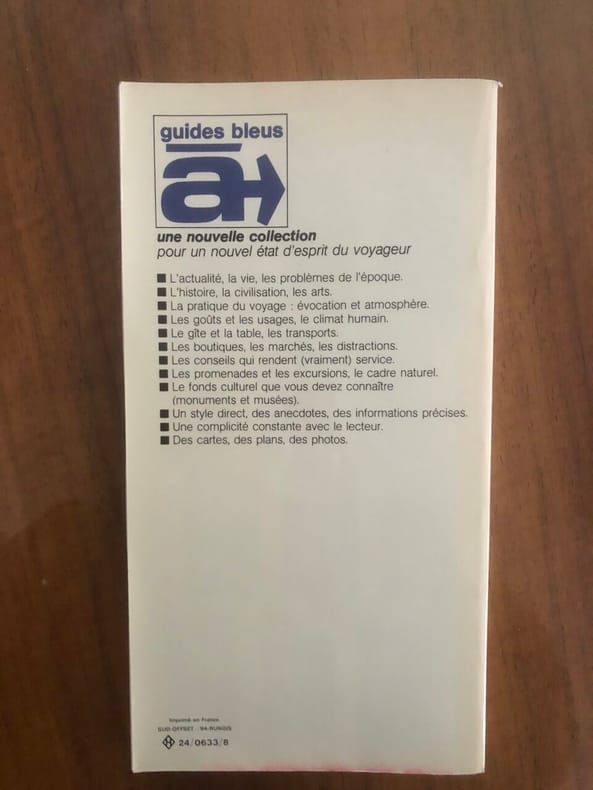 guides bleus
à
une nouvelle collection
pour un nouvel état d'esprit du voyageur
■ L'actualité, la vie, les problèmes de l'époque.
■ L'histoire, la civilisation, les arts.
■ La pratique du voyage : évocation et atmosphère.
■ Les goûts et les usages, le climat humain.
■ Le gîte et la table, les transports.
■ Les boutiques, les marchés, les distractions.
■ Les conseils qui rendent (vraiment) service.
■ Les promenades et les excursions, le cadre naturel.
■ Le fonds culturel que vous devez connaître
(monuments et musées).
■ Un style direct, des anecdotes, des informations précises.
■ Une complicité constante avec le lecteur.
■ Des cartes, des plans, des photos.
Imprimé en France
SUD-OFFSET 94-RUNGIS
24/0633/8